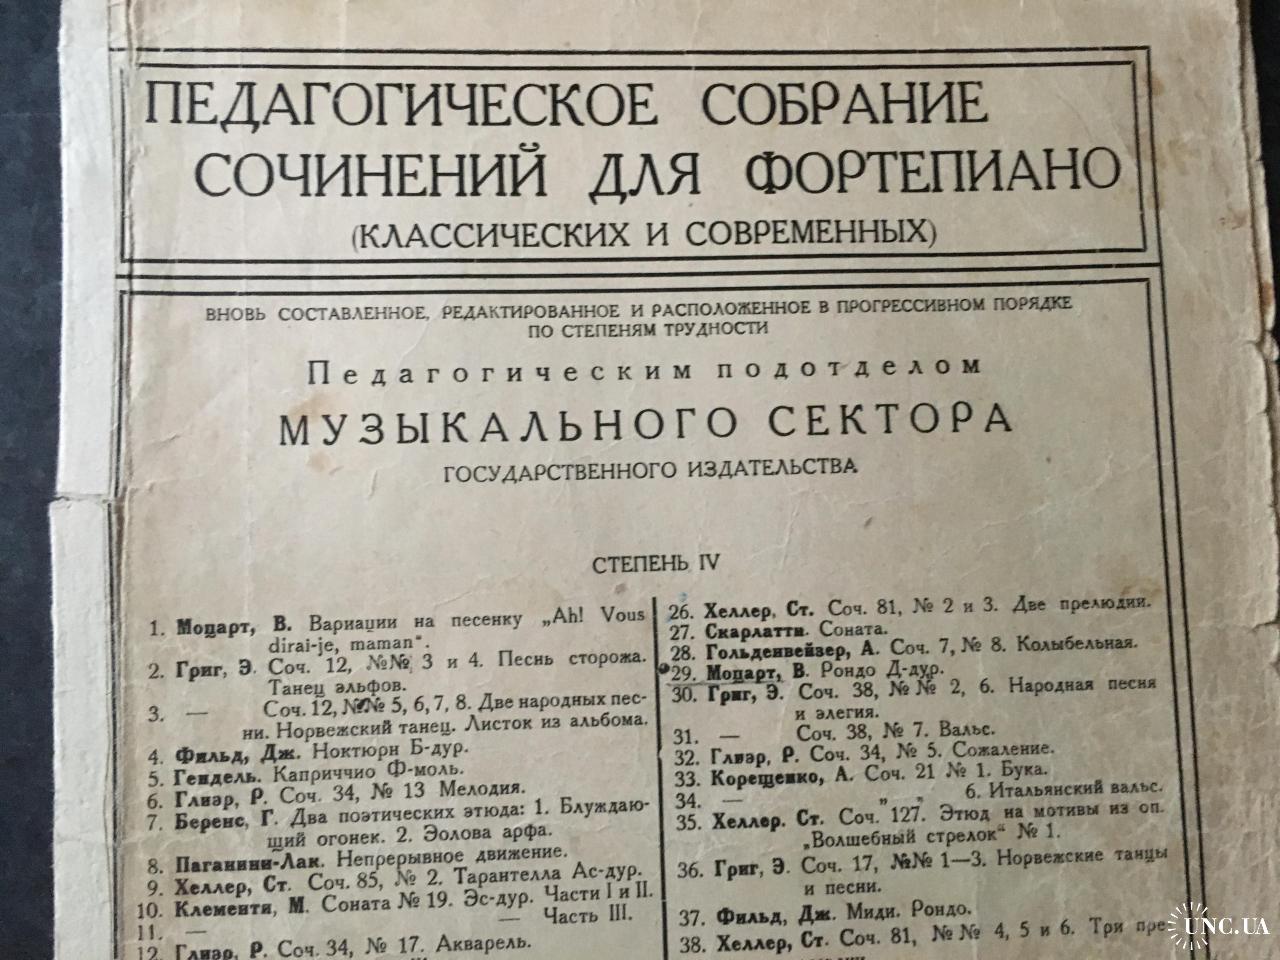 ПЕДАГОГИЧЕСКОЕ СОБРАНИЕ
СОЧИНЕНИЙ ДЛЯ ФОРТЕПИАНО
(КЛАССИЧЕСКИХ И СОВРЕМЕННЫХ)
ВНОВЬ СОСТАВЛЕННОЕ, РЕДАКТИРОВАННОЕ И РАСПОЛОЖЕННОЕ В ПРОГРЕССИВНОМ ПОРЯДКЕ
ПО СТЕПЕНЯМ ТРУДНОСТИ
Педагогическим подотделом
МУЗЫКАЛЬНОГО СЕКТОРА
ГОСУДАРСТВЕННОГО ИЗДАТЕЛЬСТВА
СТЕПЕНЬ IV
1. Моцарт, В. Вариации на песенку „Ah! Vous
dirai-je, maman“.
2. Григ, Э. Соч. 12, №№ 3 и 4. Песнь сторожа.
Танец эльфов.
3. — Соч. 12, №№ 5, 6, 7, 8. Две народных пес-
ни. Норвежский танец. Листок из альбома.
4. Фильд, Дж. Ноктюрн Б-дур.
5. Гендель. Каприччио Ф-моль.
6. Глиэр, Р. Соч. 34, № 13 Мелодия.
7. Беренс, Г. Два поэтических этюда: 1. Блуждаю-
щий огонек. 2. Эолова арфа.
8. Паганини-Лак. Непрерывное движение.
9. Хеллер, Ст. Соч. 85, № 2. Тарантелла Ас-дур.
10. Клементи, М. Соната № 19. Эс-дур. Части I и II.
11. — — Часть III.
12. Глиэр, Р. Соч. 34, № 17. Акварель.
26. Хеллер, Ст. Соч. 81, № 2 и 3. Две прелюдии.
27. Скарлатти. Соната.
28. Гольденвейзер, А. Соч. 7, № 8. Колыбельная.
29. Моцарт, В. Рондо Д-дур.
30. Григ, Э. Соч. 38, №№ 2, 6. Народная песня
и элегия.
31. — Соч. 38, № 7. Вальс.
32. Глиэр, Р. Соч. 34, № 5. Сожаление.
33. Корещенко, А. Соч. 21 № 1. Бука.
34. — „ „ 6. Итальянский вальс.
35. Хеллер. Ст. Соч. 127. Этюд на мотивы из оп.
„Волшебный стрелок“ № 1.
36. Григ, Э. Соч. 17, №№ 1—3. Норвежские танцы
и песни.
37. Фильд, Дж. Миди. Рондо.
38. Хеллер, Ст. Соч. 81, №№ 4, 5 и 6. Три пре-
UNC.UA